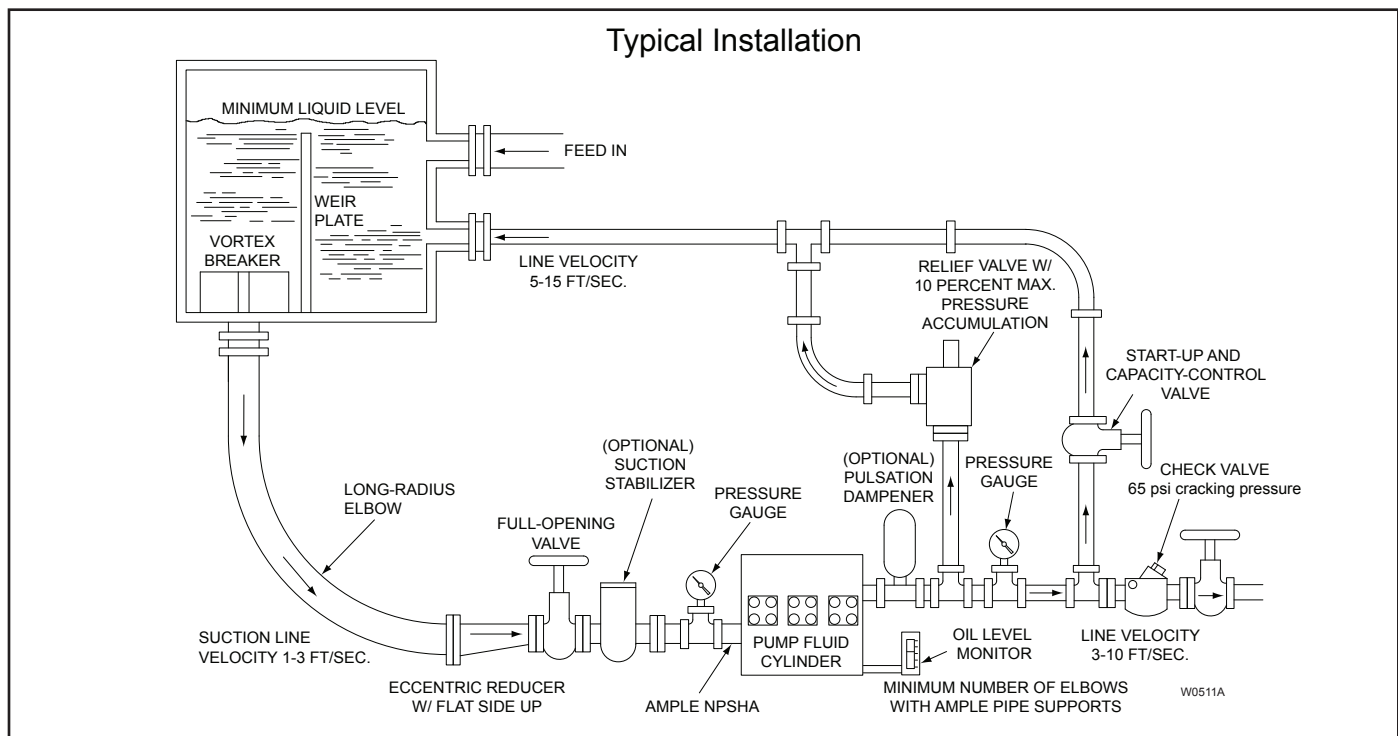 Typical Installation
MINIMUM LIQUID LEVEL
FEED IN
WEIR
PLATE
VORTEX
BREAKER
LINE VELOCITY
5-15 FT/SEC.
RELIEF VALVE W/
10 PERCENT MAX.
PRESSURE
ACCUMULATION
START-UP AND
CAPACITY-CONTROL
VALVE
(OPTIONAL)
SUCTION
STABILIZER
(OPTIONAL)
PULSATION
DAMPENER
PRESSURE
GAUGE
CHECK VALVE
65 psi cracking pressure
LONG-RADIUS
ELBOW
FULL-OPENING
VALVE
PRESSURE
GAUGE
SUCTION LINE
VELOCITY 1-3 FT/SEC.
PUMP FLUID
CYLINDER
OIL LEVEL
MONITOR
LINE VELOCITY
3-10 FT/SEC.
ECCENTRIC REDUCER
W/ FLAT SIDE UP
AMPLE NPSHA
MINIMUM NUMBER OF ELBOWS
WITH AMPLE PIPE SUPPORTS
W0511A